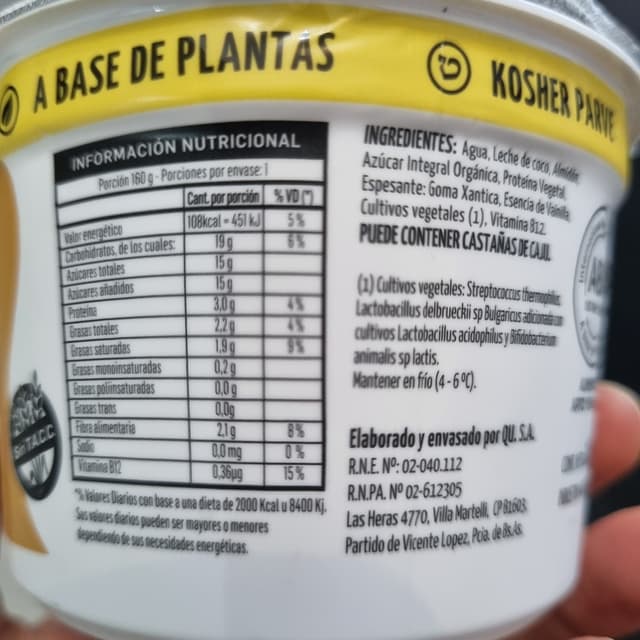 A BASE DE PLANTAS
KOSHER PARVE
INFORMACIÓN NUTRICIONAL
Porción 160 g - Porciones por envase: 1
Cant. por porción % VD (*)
Valor energético 108kcal = 451 kJ 5%
Carbohidratos, de los cuales: 19 g 6%
Azúcares totales 15 g
Azúcares añadidos 15 g
Proteína 3,0 g 4%
Grasas totales 2,2 g 4%
Grasas saturadas 1,9 g 9%
Grasas monoinsaturadas 0,2 g
Grasas poliinsaturadas 0,0 g
Grasas trans 0,0g
Fibra alimentaria 2,1 g 8%
Sodio 0,0 mg 0 %
Vitamina B12 0,36µg 15%
*% Valores Diarios con base a una dieta de 2000 Kcal u 8400 Kj.
Sus valores diarios pueden ser mayores o menores
dependiendo de sus necesidades energéticas.
SIN TACC
INGREDIENTES: Agua, Leche de coco, Almidón
Azúcar Integral Orgánica, Proteína Vegetal,
Espesante: Goma Xantica, Esencia de Vainilla,
Cultivos vegetales (1), Vitamina B12.
PUEDE CONTENER CASTAÑAS DE CAJU.
(1) Cultivos vegetales: Streptococcus thermophilus
Lactobacillus delbrueckii sp Bulgaricus adicionado con
cultivos Lactobacillus acidophilus y Bifidobacterium
animalis sp lactis.
Mantener en frío (4 - 6 ºC).
Elaborado y envasado por QU. S.A.
R.N.E. Nº: 02-040.112
R.N.PA. Nº 02-612305
Las Heras 4770, Villa Martelli, CP B1603.
Partido de Vicente Lopez, Pcia. de Bs.As.